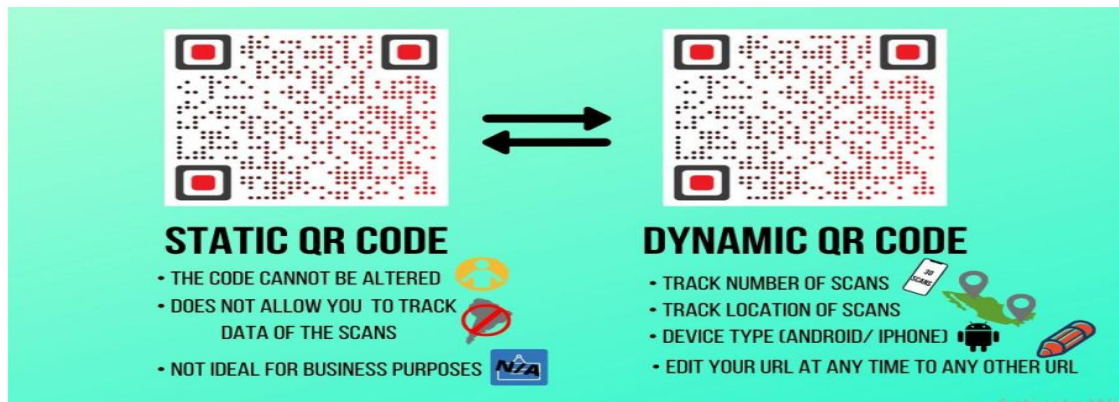 STATIC QR CODE
• THE CODE CANNOT BE ALTERED
• DOES NOT ALLOW YOU TO TRACK
DATA OF THE SCANS
• NOT IDEAL FOR BUSINESS PURPOSES
N/A
DYNAMIC QR CODE
• TRACK NUMBER OF SCANS
30
SCANS
• TRACK LOCATION OF SCANS
• DEVICE TYPE (ANDROID/ IPHONE)
• EDIT YOUR URL AT ANY TIME TO ANY OTHER URL